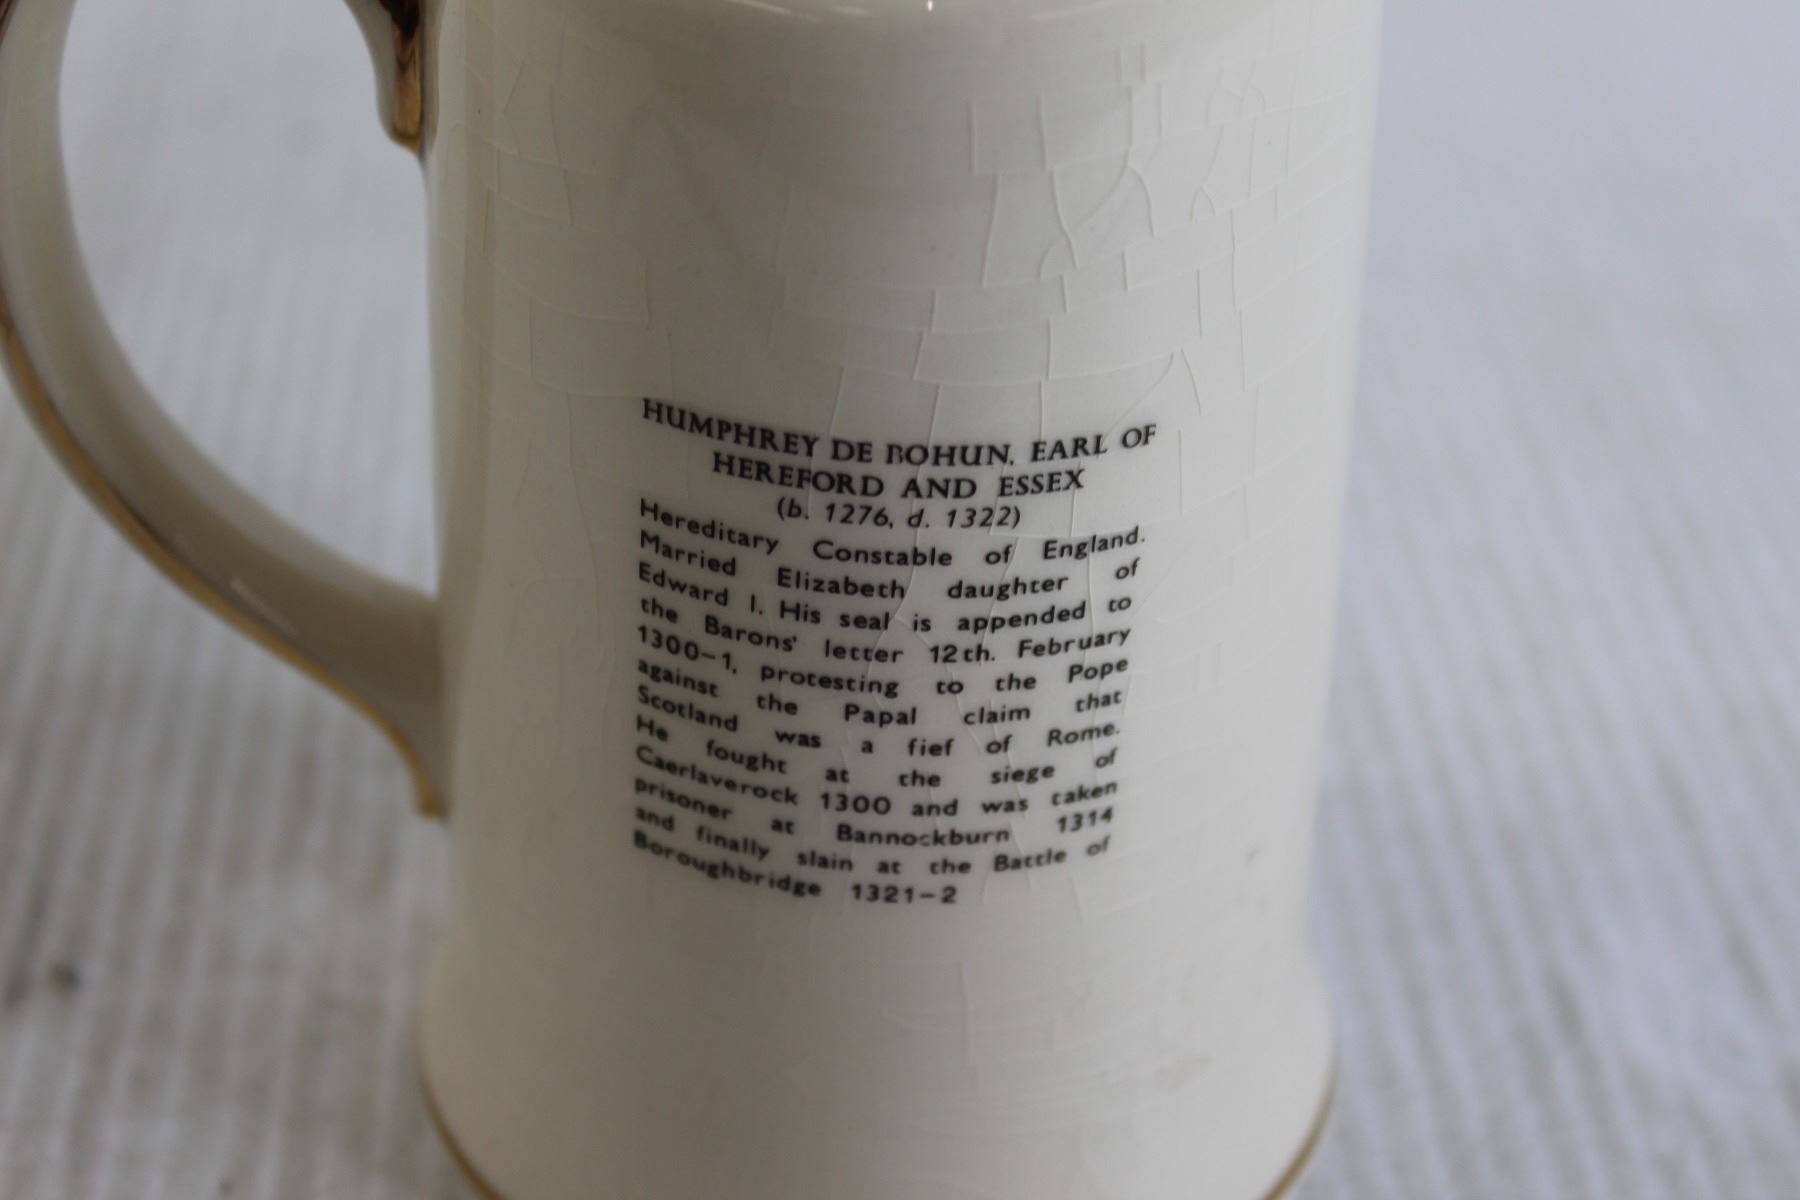 HUMPHREY DE BOHUN, EARL OF
HEREFORD AND ESSEX
(b. 1276, d. 1322)
Hereditary Constable of England.
Married Elizabeth daughter of
Edward I. His seal is appended to
the Barons' letter 12th. February
1300–1, protesting to the Pope
against the Papal claim that
Scotland was a fief of Rome.
He fought at the siege of
Caerlaverock 1300 and was taken
prisoner at Bannockburn 1314
and finally slain at the Battle of
Boroughbridge 1321–2